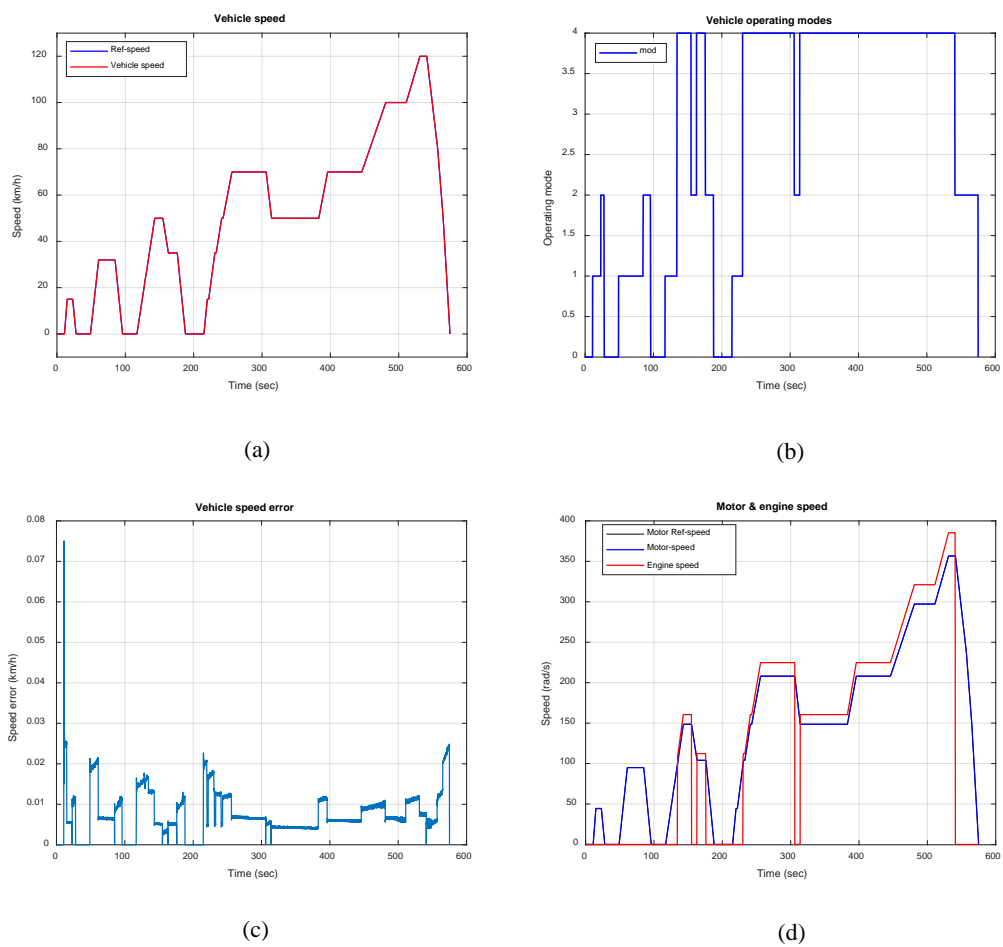 Vehicle speed
Ref-speed
Vehicle speed
120
100
80
60
40
20
0
0 100 200 300 400 500 600
Speed (km/h)
Time (sec)
(a)
Vehicle operating modes
mod
4
3.5
3
2.5
2
1.5
1
0.5
0
0 100 200 300 400 500 600
Operating mode
Time (sec)
(b)
Vehicle speed error
0.08
0.07
0.06
0.05
0.04
0.03
0.02
0.01
0
0 100 200 300 400 500 600
Speed error (km/h)
Time (sec)
(c)
Motor & engine speed
Motor Ref-speed
Motor-speed
Engine speed
400
350
300
250
200
150
100
50
0
0 100 200 300 400 500 600
Speed (rad/s)
Time (sec)
(d)